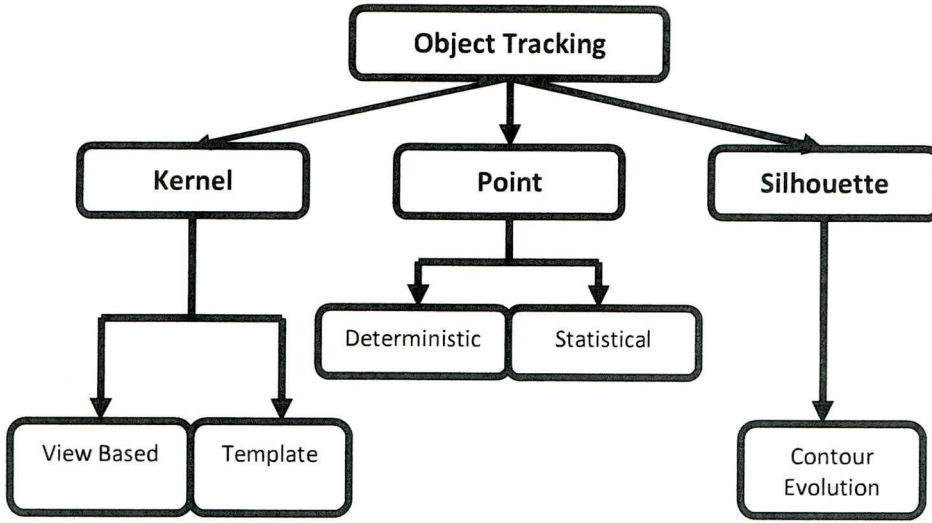 Object Tracking
Kernel
Point
Silhouette
Deterministic
Statistical
View Based
Template
Contour
Evolution